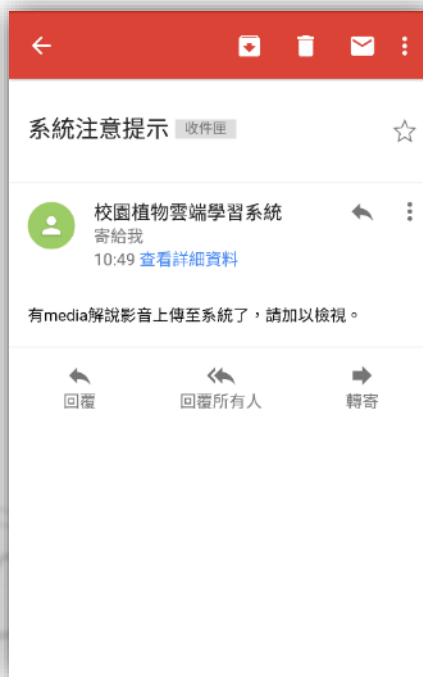 系統注意提示 收件匣
校園植物雲端學習系統
寄給我
10:49 查看詳細資料
有media解說影音上傳至系統了，請加以檢視。
回覆 回覆所有人 轉寄